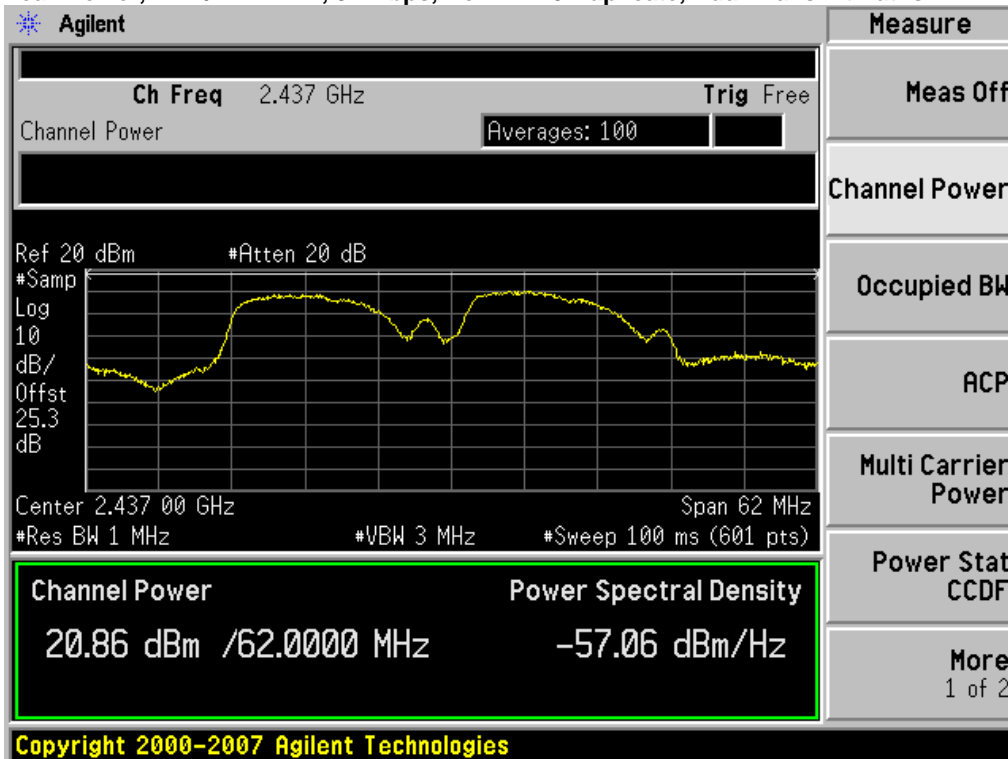 Agilent
Measure
Ch Freq 2.437 GHz Trig Free
Channel Power Averages: 100
Ref 20 dBm #Atten 20 dB
#Samp
Log
10
dB/
Offst
25.3
dB
Center 2.437 00 GHz Span 62 MHz
#Res BW 1 MHz #VBW 3 MHz #Sweep 100 ms (601 pts)
Channel Power Power Spectral Density
20.86 dBm /62.0000 MHz -57.06 dBm/Hz
Meas Off
Channel Power
Occupied BW
ACP
Multi Carrier
Power
Power Stat
CCDF
More
1 of 2
Copyright 2000-2007 Agilent Technologies